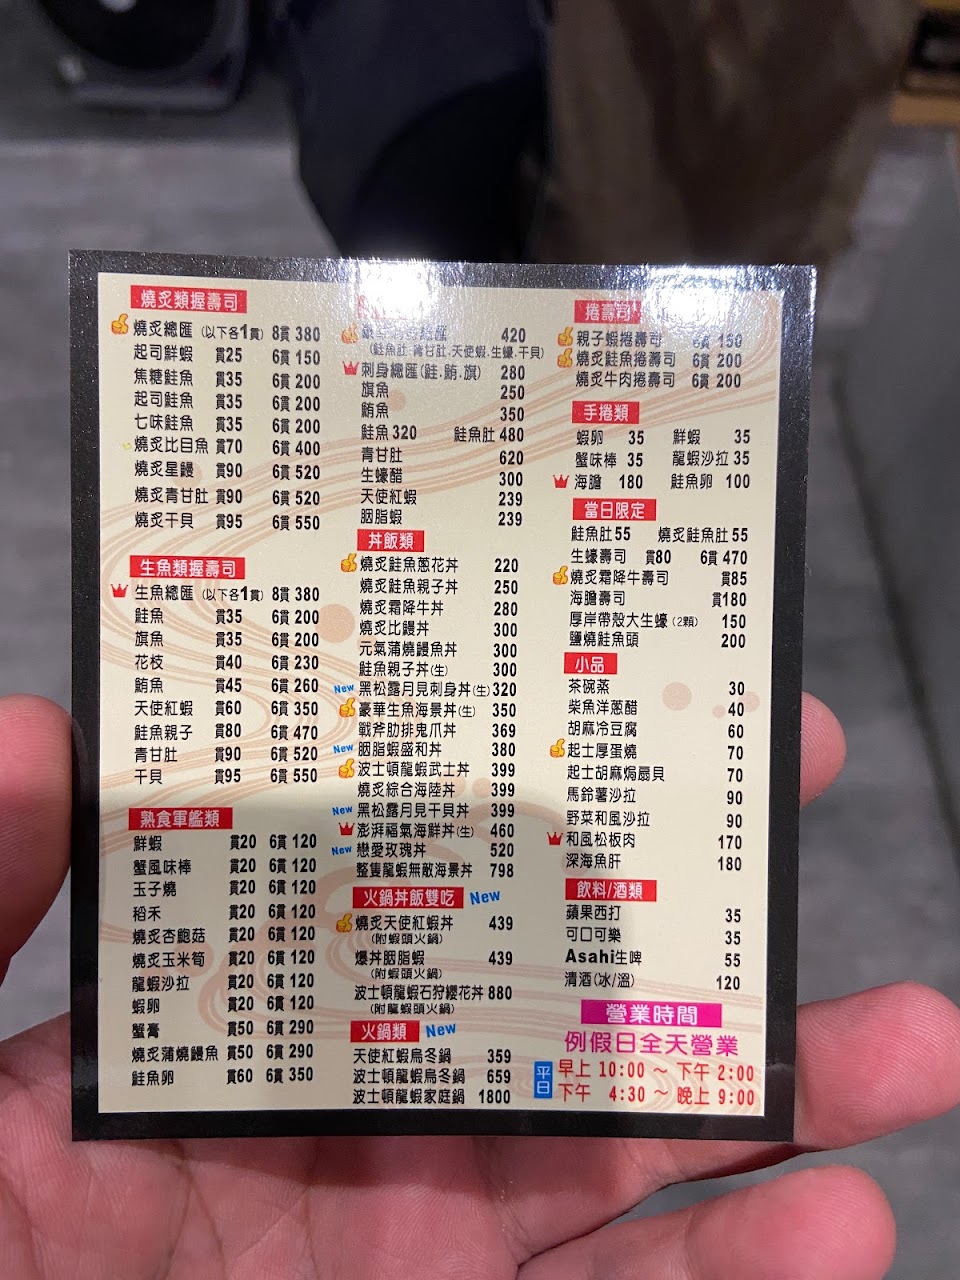 燒炙類握壽司
燒炙總匯 (以下各1貫) 8貫 380
起司鮮蝦 貫25 6貫 150
焦糖鮭魚 貫35 6貫 200
起司鮭魚 貫35 6貫 200
七味鮭魚 貫35 6貫 200
燒炙比目魚 貫70 6貫 400
燒炙星鰻 貫90 6貫 520
燒炙青甘肚 貫90 6貫 520
燒炙干貝 貫95 6貫 550
生魚類握壽司
生魚總匯 (以下各1貫) 8貫 380
鮭魚 貫35 6貫 200
旗魚 貫35 6貫 200
花枝 貫40 6貫 230
鮪魚 貫45 6貫 260
天使紅蝦 貫60 6貫 350
鮭魚親子 貫80 6貫 470
青甘肚 貫90 6貫 520
干貝 貫95 6貫 550
熟食軍艦類
鮮蝦 貫20 6貫 120
蟹風味棒 貫20 6貫 120
玉子燒 貫20 6貫 120
稻禾 貫20 6貫 120
燒炙杏鮑菇 貫20 6貫 120
燒炙玉米筍 貫20 6貫 120
龍蝦沙拉 貫20 6貫 120
蝦卵 貫20 6貫 120
蟹膏 貫50 6貫 290
燒炙蒲燒鰻魚 貫50 6貫 290
鮭魚卵 貫60 6貫 350
總匯 420
(鮭魚肚.青甘肚.天使蝦.生蠔.干貝)
刺身總匯(鮭.鮪.旗) 280
旗魚 250
鮪魚 350
鮭魚 320 鮭魚肚 480
青甘肚 620
生蠔醋 300
天使紅蝦 239
胭脂蝦 239
丼飯類
燒炙鮭魚蔥花丼 220
燒炙鮭魚親子丼 250
燒炙霜降牛丼 280
燒炙比鰻丼 300
元氣蒲燒鰻魚丼 300
鮭魚親子丼(生) 300
New 黑松露月見刺身丼(生) 320
豪華生魚海景丼(生) 350
戰斧肋排鬼爪丼 369
New 胭脂蝦盛和丼 380
波士頓龍蝦武士丼 399
燒炙綜合海陸丼 399
New 黑松露月見干貝丼 399
澎湃福氣海鮮丼(生) 460
New 戀愛玫瑰丼 520
整隻龍蝦無敵海景丼 798
火鍋丼飯雙吃 New
燒炙天使紅蝦丼 439
(附蝦頭火鍋)
爆丼胭脂蝦 439
(附蝦頭火鍋)
波士頓龍蝦石狩櫻花丼 880
(附龍蝦頭火鍋)
火鍋類 New
天使紅蝦烏冬鍋 359
波士頓龍蝦烏冬鍋 659
波士頓龍蝦家庭鍋 1800
捲壽司
親子蝦捲壽司 6貫 150
燒炙鮭魚捲壽司 6貫 200
燒炙牛肉捲壽司 6貫 200
手捲類
蝦卵 35 鮮蝦 35
蟹味棒 35 龍蝦沙拉 35
海膽 180 鮭魚卵 100
當日限定
鮭魚肚 55 燒炙鮭魚肚 55
生蠔壽司 貫80 6貫 470
燒炙霜降牛壽司 貫85
海膽壽司 貫180
厚岸帶殼大生蠔(2顆) 150
鹽燒鮭魚頭 200
小品
茶碗蒸 30
柴魚洋蔥醋 40
胡麻冷豆腐 60
起士厚蛋燒 70
起士胡麻焗扇貝 70
馬鈴薯沙拉 90
野菜和風沙拉 90
和風松板肉 170
深海魚肝 180
飲料/酒類
蘋果西打 35
可口可樂 35
Asahi生啤 55
清酒(冰/溫) 120
營業時間
例假日全天營業
平日 早上 10:00 ～ 下午 2:00
下午 4:30 ～ 晚上 9:00